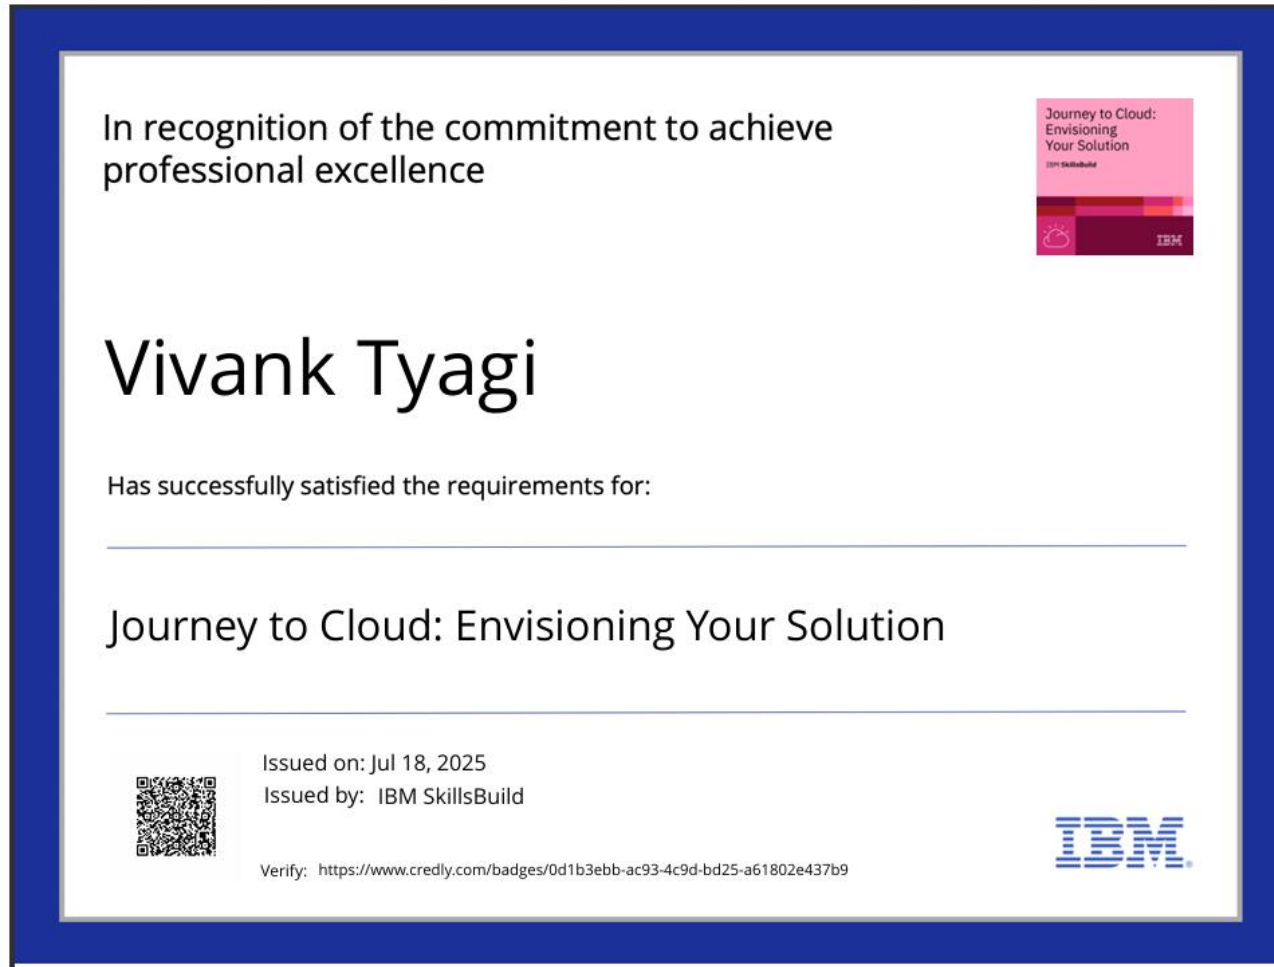 In recognition of the commitment to achieve
professional excellence
Journey to Cloud:
Envisioning
Your Solution
IBM SkillsBuild
IBM
Vivank Tyagi
Has successfully satisfied the requirements for:
Journey to Cloud: Envisioning Your Solution
Issued on: Jul 18, 2025
Issued by: IBM SkillsBuild
Verify: https://www.credly.com/badges/0d1b3ebb-ac93-4c9d-bd25-a61802e437b9
IBM®